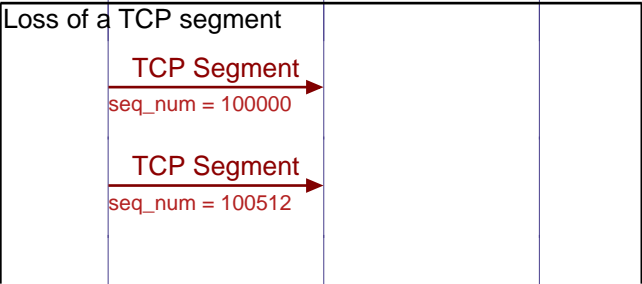 Loss of a TCP segment
TCP Segment
seq_num = 100000
TCP Segment
seq_num = 100512